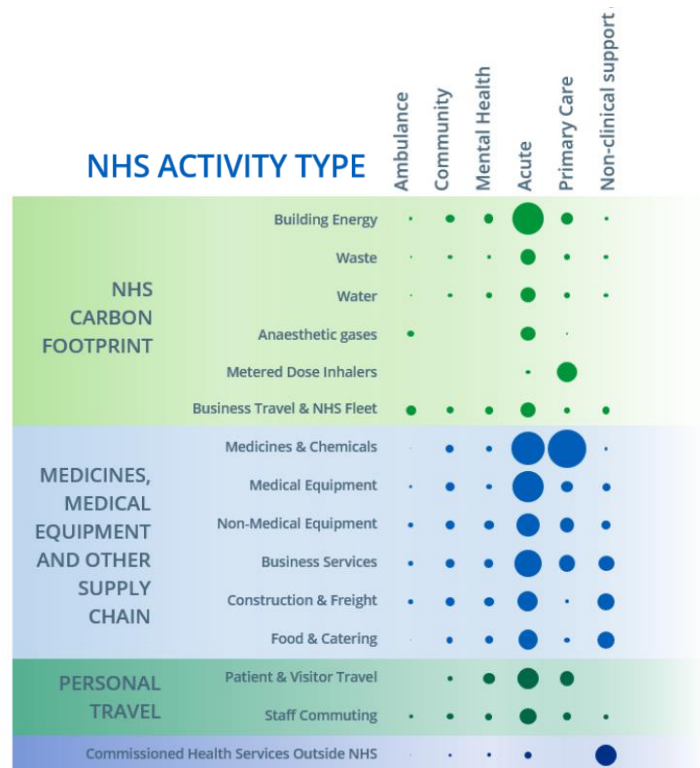 NHS ACTIVITY TYPE
Ambulance
Community
Mental Health
Acute
Primary Care
Non-clinical support
NHS
CARBON
FOOTPRINT
Building Energy
Waste
Water
Anaesthetic gases
Metered Dose Inhalers
Business Travel & NHS Fleet
MEDICINES,
MEDICAL
EQUIPMENT
AND OTHER
SUPPLY
CHAIN
Medicines & Chemicals
Medical Equipment
Non-Medical Equipment
Business Services
Construction & Freight
Food & Catering
PERSONAL
TRAVEL
Patient & Visitor Travel
Staff Commuting
Commissioned Health Services Outside NHS